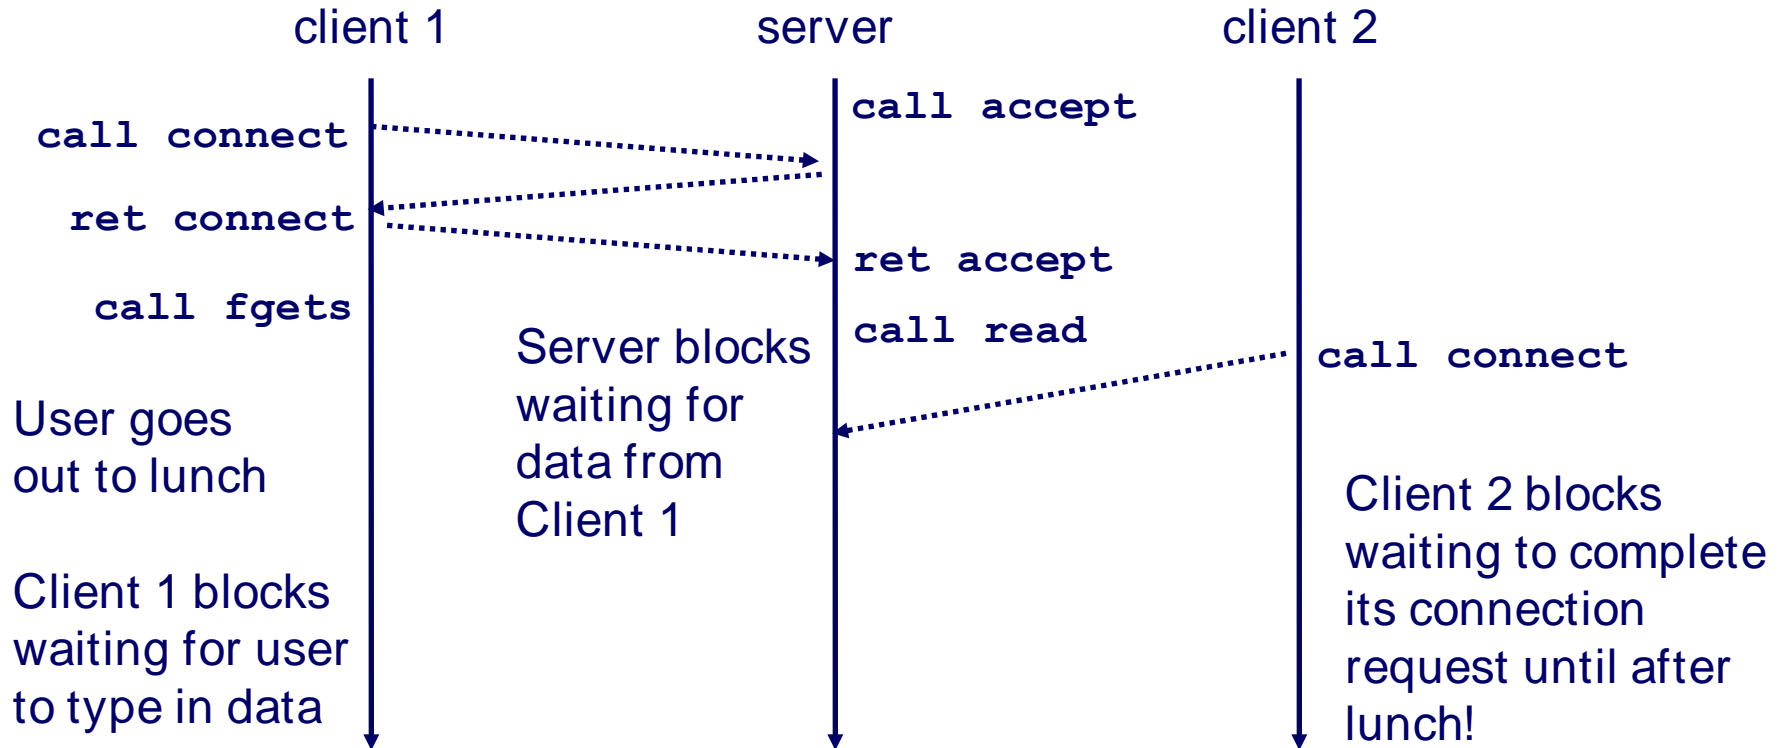 client 1
server
client 2
call accept
call connect
ret connect
ret accept
call fgets
call read
Server blocks
waiting for
data from
Client 1
call connect
User goes
out to lunch
Client 2 blocks
waiting to complete
its connection
request until after
lunch!
Client 1 blocks
waiting for user
to type in data